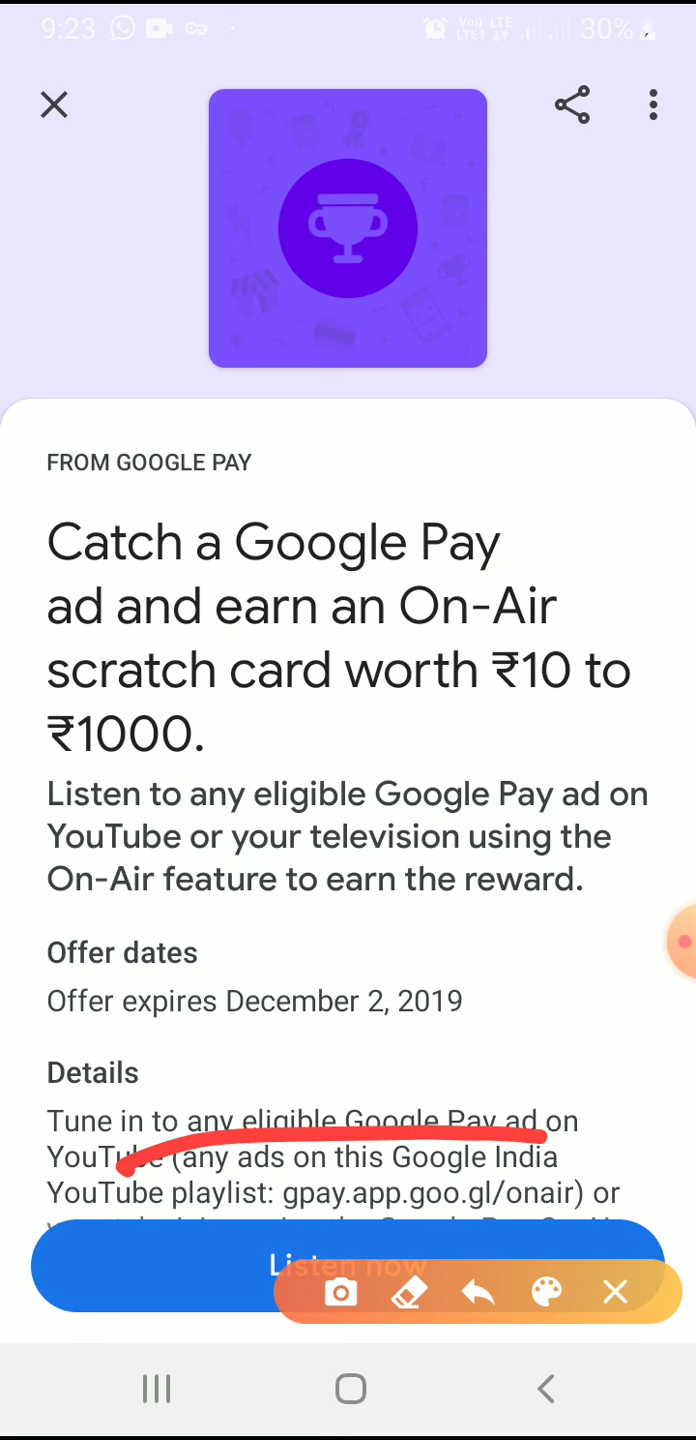 9:23
Vo) LTE
LTE1
30%
FROM GOOGLE PAY
Catch a Google Pay
ad and earn an On-Air
scratch card worth ₹10 to
₹1000.
Listen to any eligible Google Pay ad on
YouTube or your television using the
On-Air feature to earn the reward.
Offer dates
Offer expires December 2, 2019
Details
Tune in to any eligible Google Pay ad on
YouTube (any ads on this Google India
YouTube playlist: gpay.app.goo.gl/onair) or
Listen now